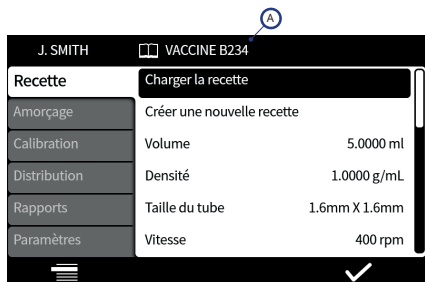 A
J. SMITH VACCINE B234
Recette Charger la recette
Amorçage Créer une nouvelle recette
Calibration Volume 5.0000 ml
Distribution Densité 1.0000 g/mL
Rapports Taille du tube 1.6mm X 1.6mm
Paramètres Vitesse 400 rpm